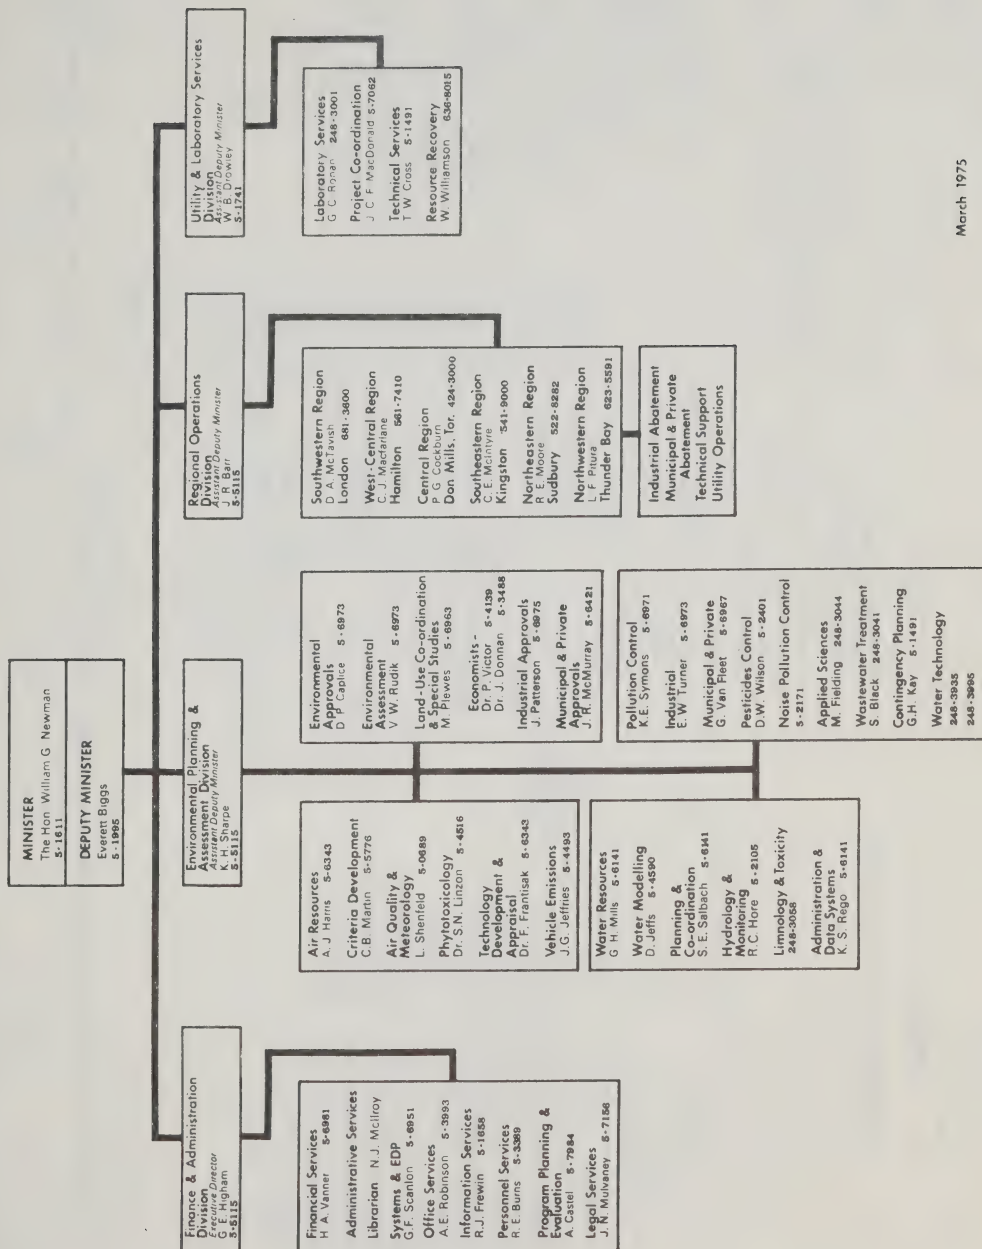 MINISTER
The Hon William G Newman
5-1611
DEPUTY MINISTER
Everett Biggs
5-1995
Finance & Administration
Division
Executive Director
G E Higham
5-5115
Financial Services
H A. Vanner 5-6981
Administrative Services
Librarian N.J. McIlroy
Systems & EDP
G.F. Scanlon 5-6951
Office Services
A.E. Robinson 5-3993
Information Services
R.J. Frewin 5-1658
Personnel Services
R. E. Burns 5-3389
Program Planning &
Evaluation
A. Castel 5-7984
Legal Services
J. N. Mulvaney 5-7156
Environmental Planning &
Assessment Division
Assistant Deputy Minister
K. H. Sharpe
5-5115
Air Resources
A. J Harris 5-6343
Criteria Development
C.B. Martin 5-5776
Air Quality &
Meteorology
L. Shenfeld 5-0689
Phytotoxicology
Dr. S.N. Linzon 5-4516
Technology
Development &
Appraisal
Dr. F. Frantisak 5-6343
Vehicle Emissions
J.G. Jeffries 5-4493
Water Resources
G H. Mills 5-6141
Water Modelling
D. Jeffs 5-4590
Planning &
Co-ordination
S. E. Salbach 5-6141
Hydrology &
Monitoring
R.C. Hore 5-2105
Limnology & Toxicity
248-3058
Administration &
Data Systems
K. S. Rego 5-6141
Environmental
Approvals
D P Caplice 5-6973
Environmental
Assessment
V W. Rudik 5-6973
Land-Use Co-ordination
& Special Studies
M. Plewes 5-6963
Economists -
Dr. P. Victor 5-4139
Dr. J. Donnan 5-3488
Industrial Approvals
J. Patterson 5-6975
Municipal & Private
Approvals
J. R. McMurray 5-6421
Pollution Control
K.E. Symons 5-6971
Industrial
E.W Turner 5-6973
Municipal & Private
G. Van Fleet 5-6967
Pesticides Control
D.W. Wilson 5-2401
Noise Pollution Control
5-2171
Applied Sciences
M. Fielding 248-3044
Wastewater Treatment
S. Black 248-3041
Contingency Planning
G.H. Kay 5-1491
Water Technology
248-3935
248-3995
Regional Operations
Division
Assistant Deputy Minister
J R Barr
5-5115
Southwestern Region
D A. McTavish
London 681-3600
West-Central Region
C. J. Macfarlane
Hamilton 561-7410
Central Region
P G Cockburn
Don Mills, Tor. 424-3000
Southeastern Region
C. E. McIntyre
Kingston 541-9000
Northeastern Region
R E. Moore
Sudbury 522-8282
Northwestern Region
L F Pitura
Thunder Bay 623-5591
Industrial Abatement
Municipal & Private
Abatement
Technical Support
Utility Operations
Utility & Laboratory Services
Division
Assistant Deputy Minister
W B. Drowley
5-1741
Laboratory Services
G C Ronan 248-3001
Project Co-ordination
J C F MacDonald 5-7062
Technical Services
T W Cross 5-1491
Resource Recovery
W. Williamson 636-8015
March 1975